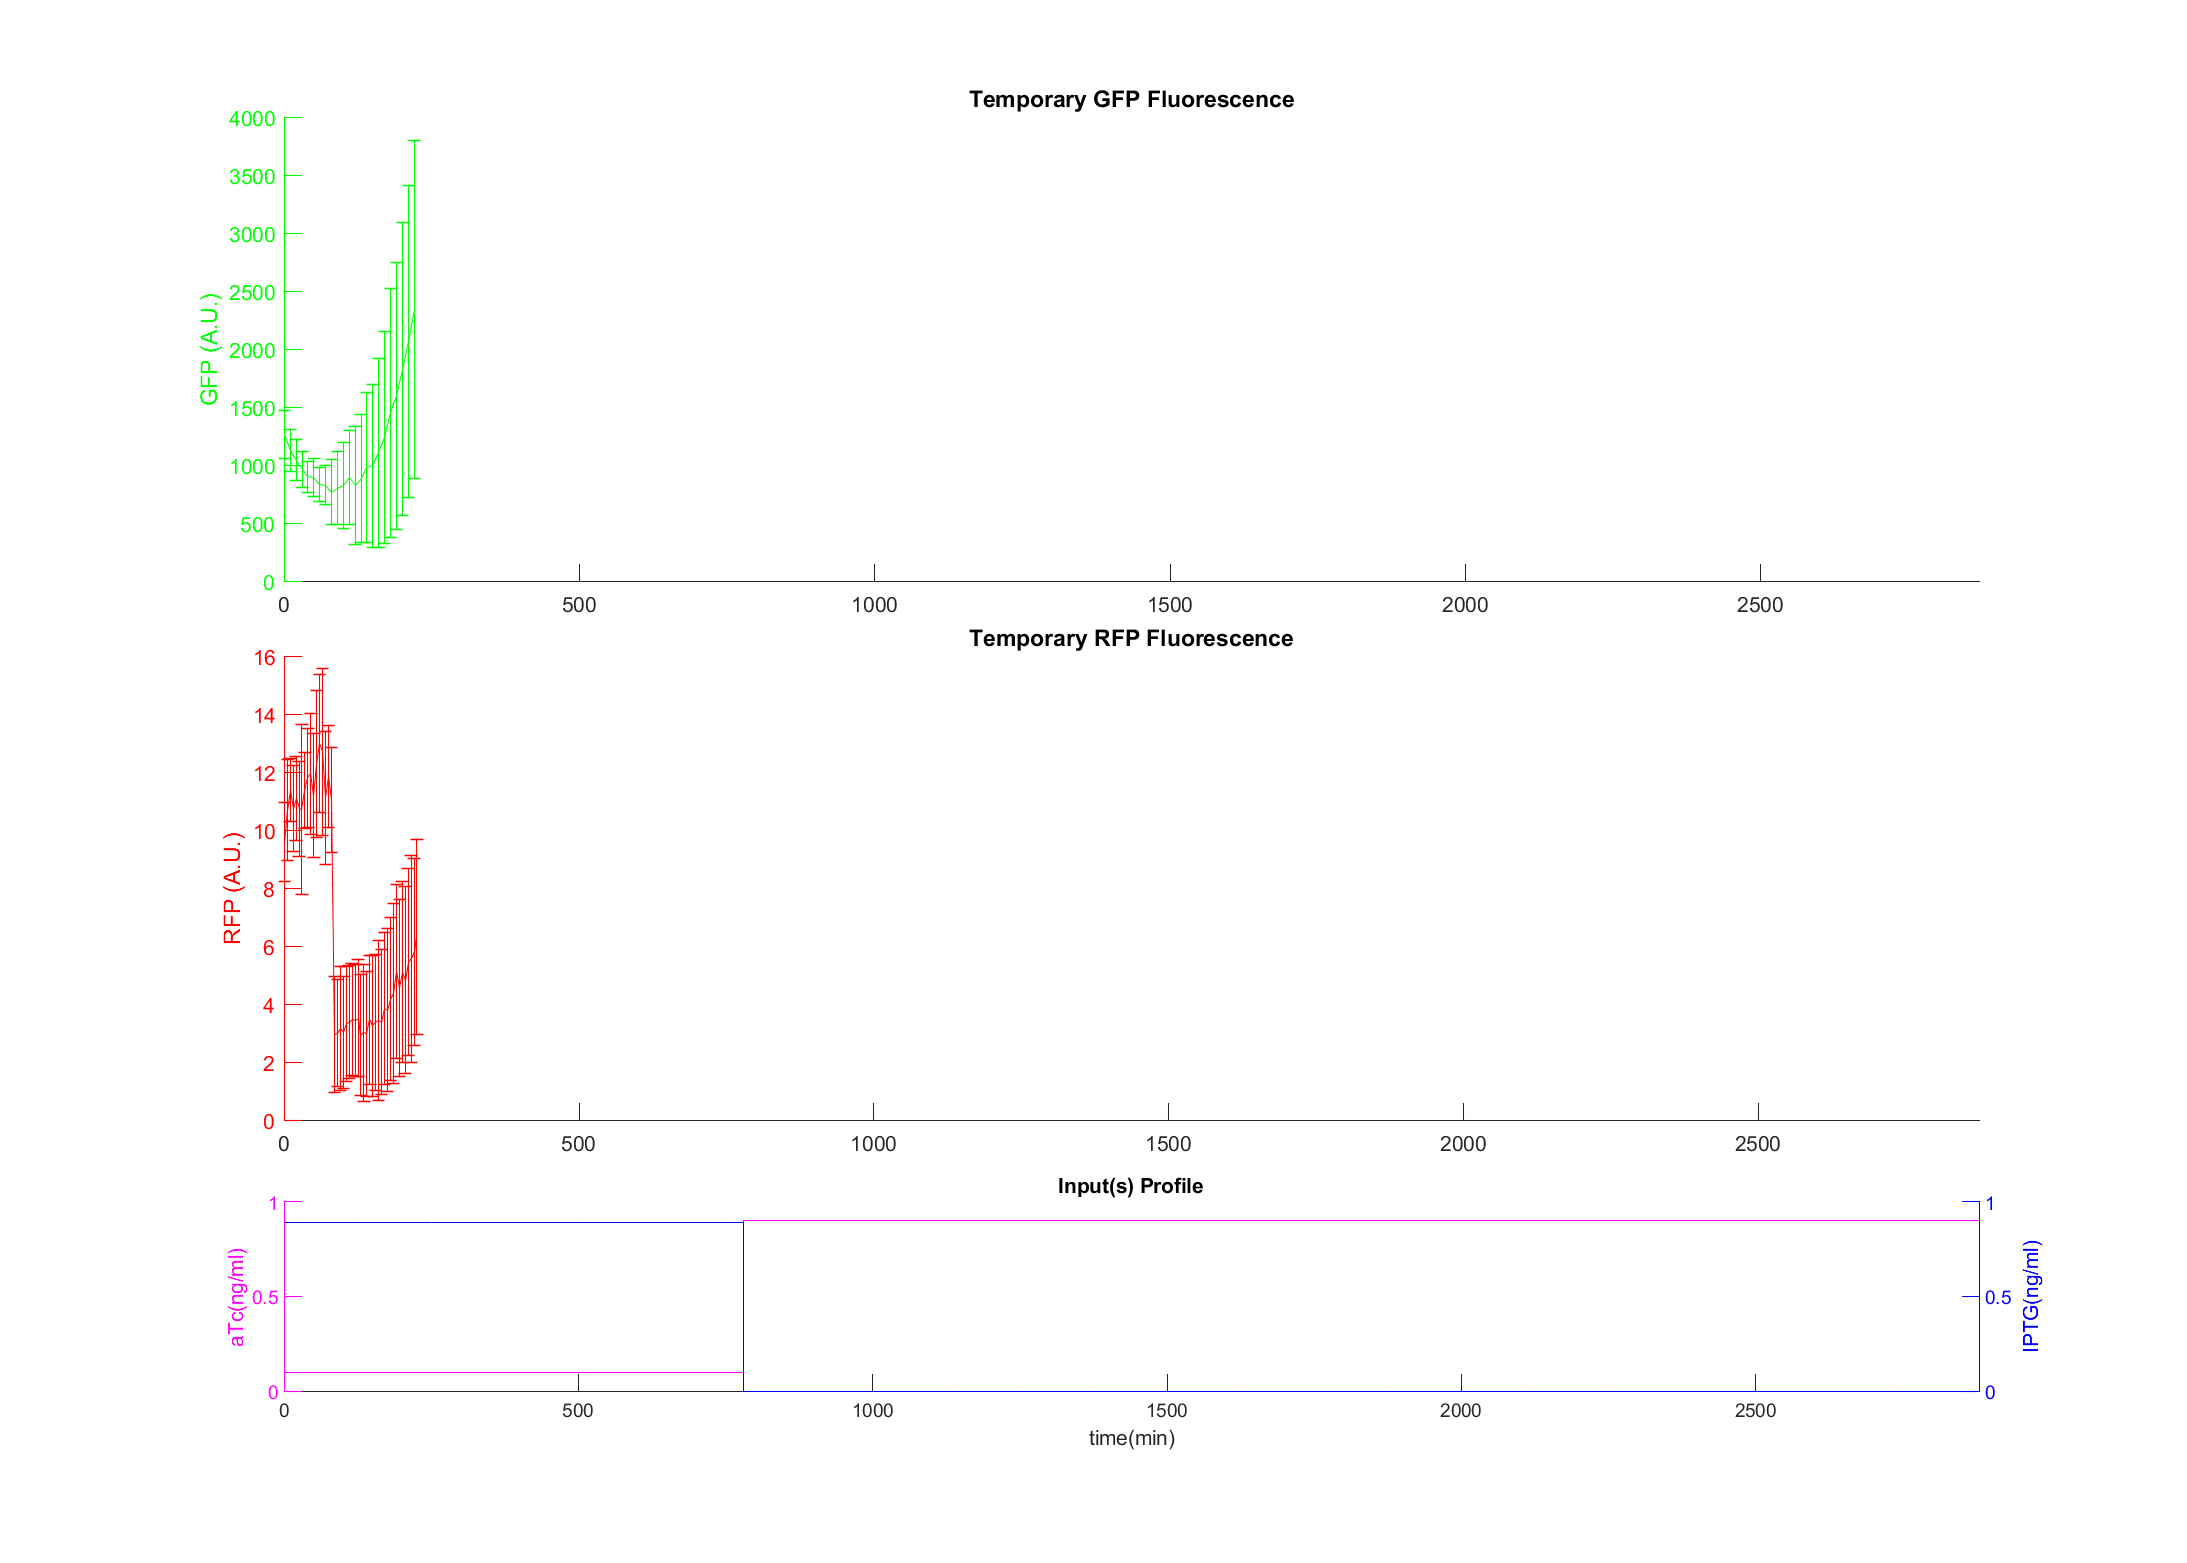 Temporary GFP Fluorescence
4000
3500
3000
2500
2000
1500
1000
500
0
GFP (A.U.)
0 500 1000 1500 2000 2500
Temporary RFP Fluorescence
16
14
12
10
8
6
4
2
0
RFP (A.U.)
0 500 1000 1500 2000 2500
Input(s) Profile
1
0.5
0
aTc(ng/ml)
1
0.5
0
IPTG(ng/ml)
0 500 1000 1500 2000 2500
time(min)